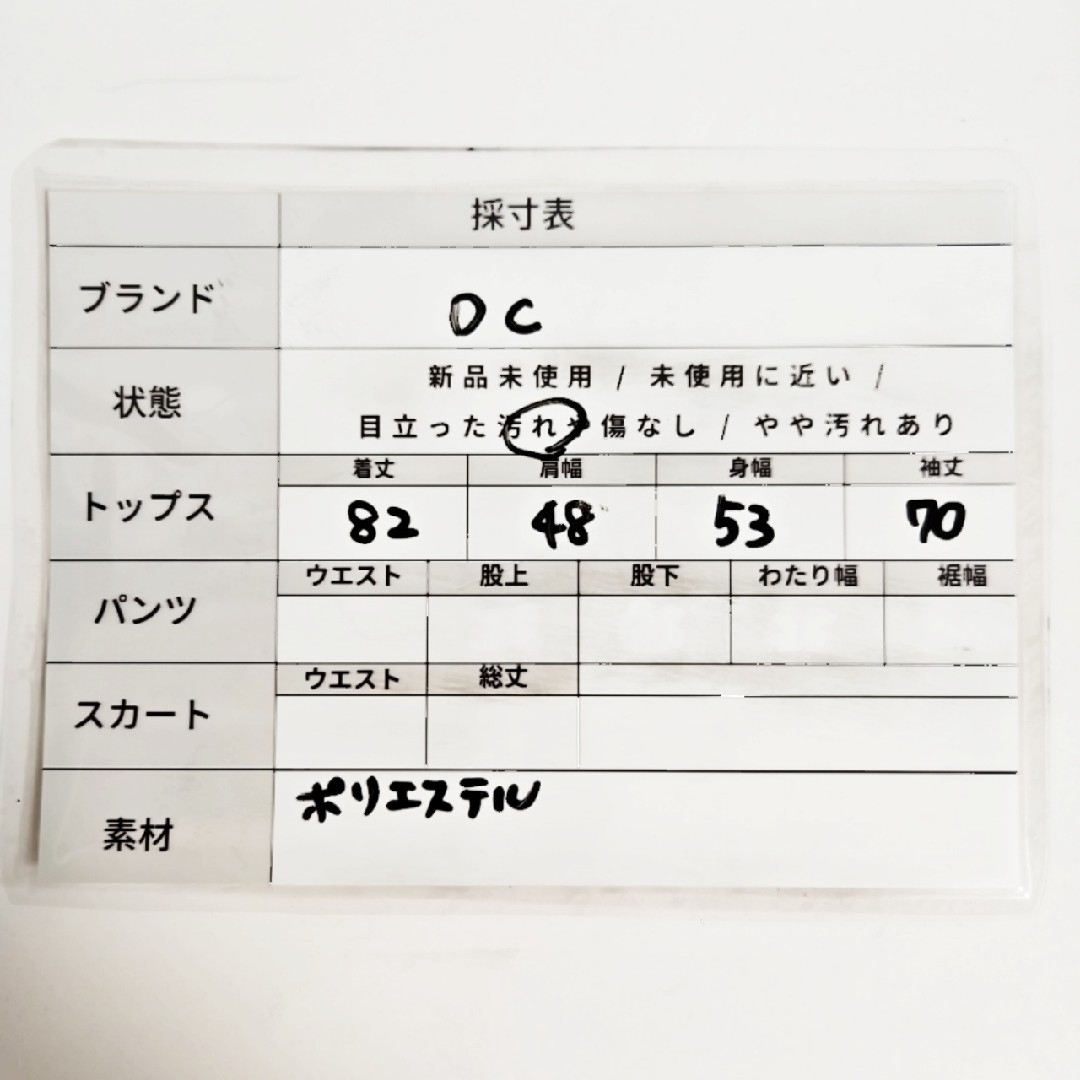 採寸表
ブランド
DC
状態
新品未使用 / 未使用に近い /
目立った汚れや傷なし / やや汚れあり
トップス
着丈 肩幅 身幅 袖丈
82 48 53 70
パンツ
ウエスト 股上 股下 わたり幅 裾幅
スカート
ウエスト 総丈
素材
ポリエステル